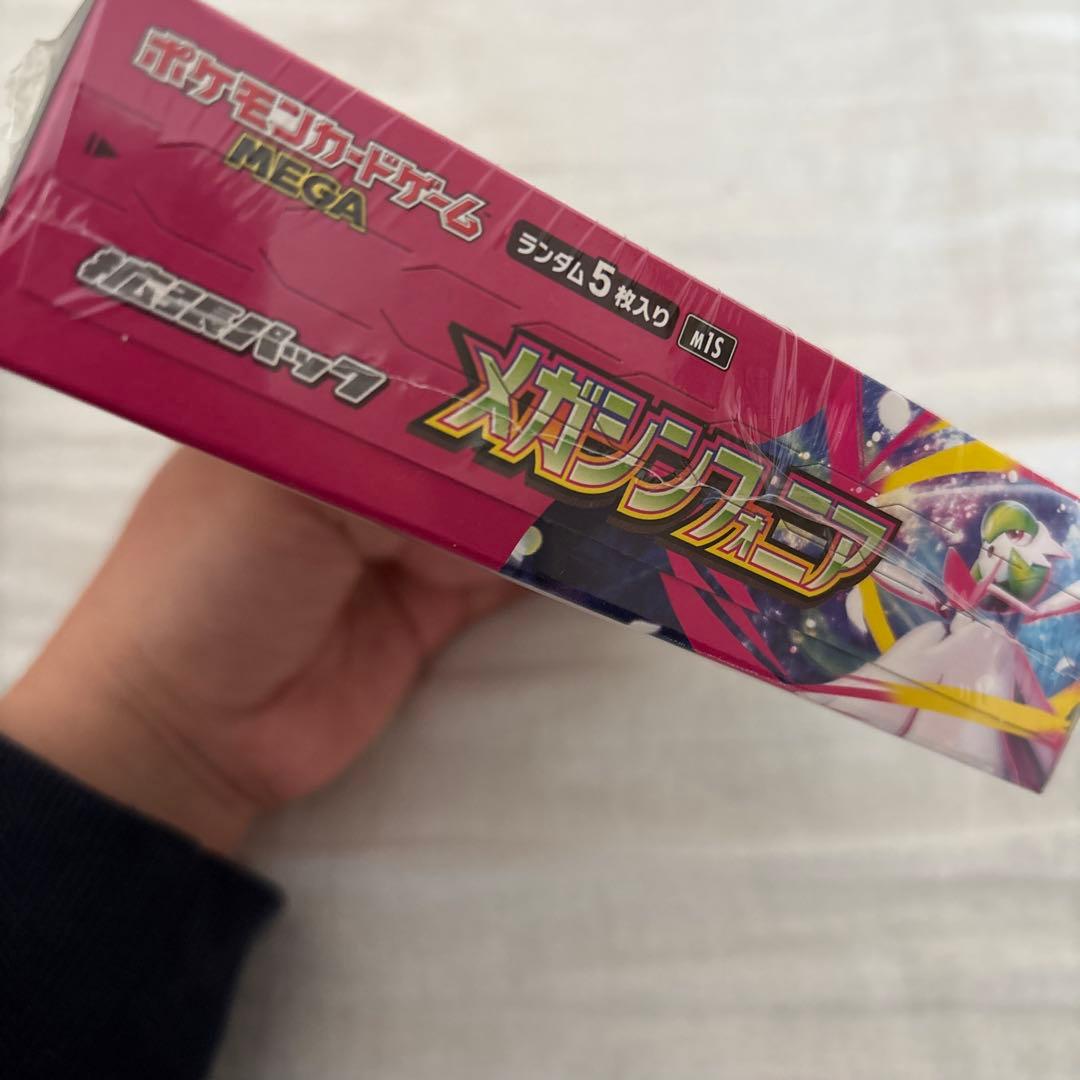 ポケモンカードゲーム
MEGA
拡張パック
ランダム5枚入り
M1S
メガシンフォニア